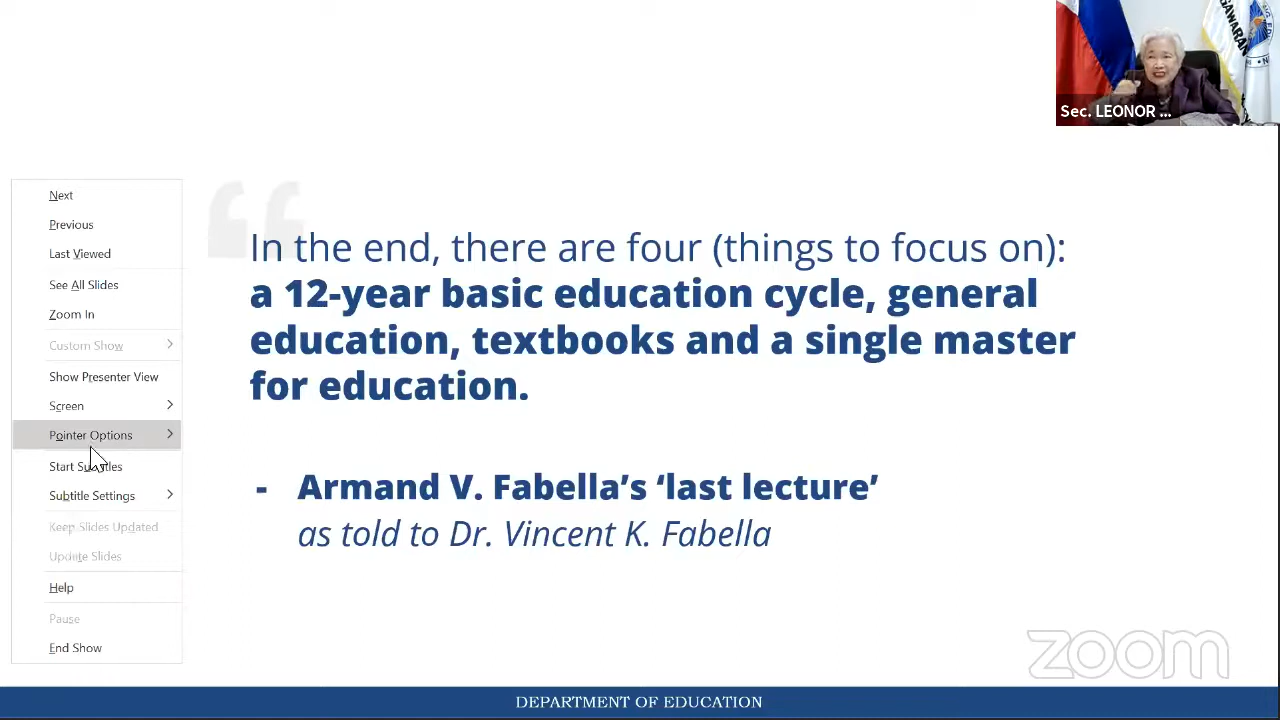 GAWARAN
Sec. LEONOR ...
Next
Previous
Last Viewed
See All Slides
Zoom In
Custom Show
Show Presenter View
Screen
Pointer Options
Start Subtitles
Subtitle Settings
Keep Slides Updated
Update Slides
Help
Pause
End Show
“
In the end, there are four (things to focus on):
a 12-year basic education cycle, general
education, textbooks and a single master
for education.
- Armand V. Fabella’s ‘last lecture’
as told to Dr. Vincent K. Fabella
zoom
DEPARTMENT OF EDUCATION